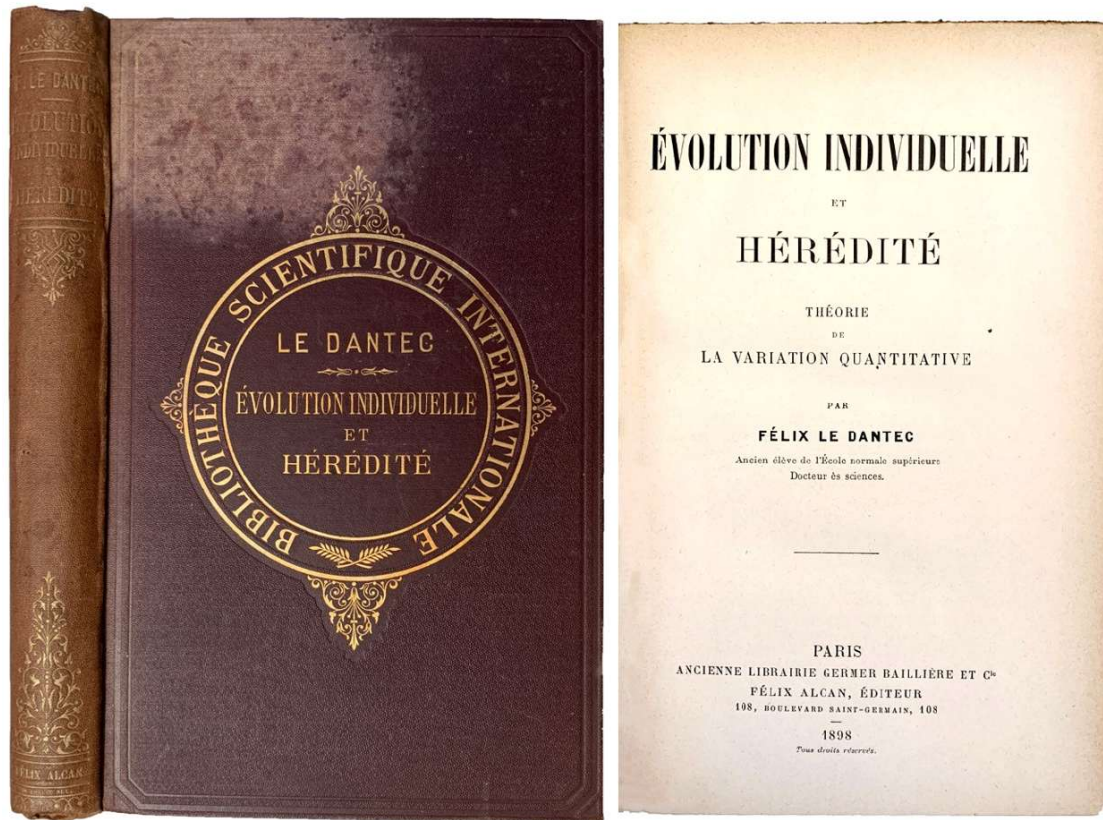 F. LE DANTEC
ÉVOLUTION
INDIVIDUELLE
ET
HÉRÉDITÉ
FÉLIX ALCAN
BIBLIOTHÈQUE SCIENTIFIQUE INTERNATIONALE
LE DANTEC
ÉVOLUTION INDIVIDUELLE
ET
HÉRÉDITÉ
ÉVOLUTION INDIVIDUELLE
ET
HÉRÉDITÉ
THÉORIE
DE
LA VARIATION QUANTITATIVE
PAR
FÉLIX LE DANTEC
Ancien élève de l'École normale supérieure
Docteur ès sciences.
PARIS
ANCIENNE LIBRAIRIE GERMER BAILLIÈRE ET Cie
FÉLIX ALCAN, ÉDITEUR
108, BOULEVARD SAINT-GERMAIN, 108
1898
Tous droits réservés.